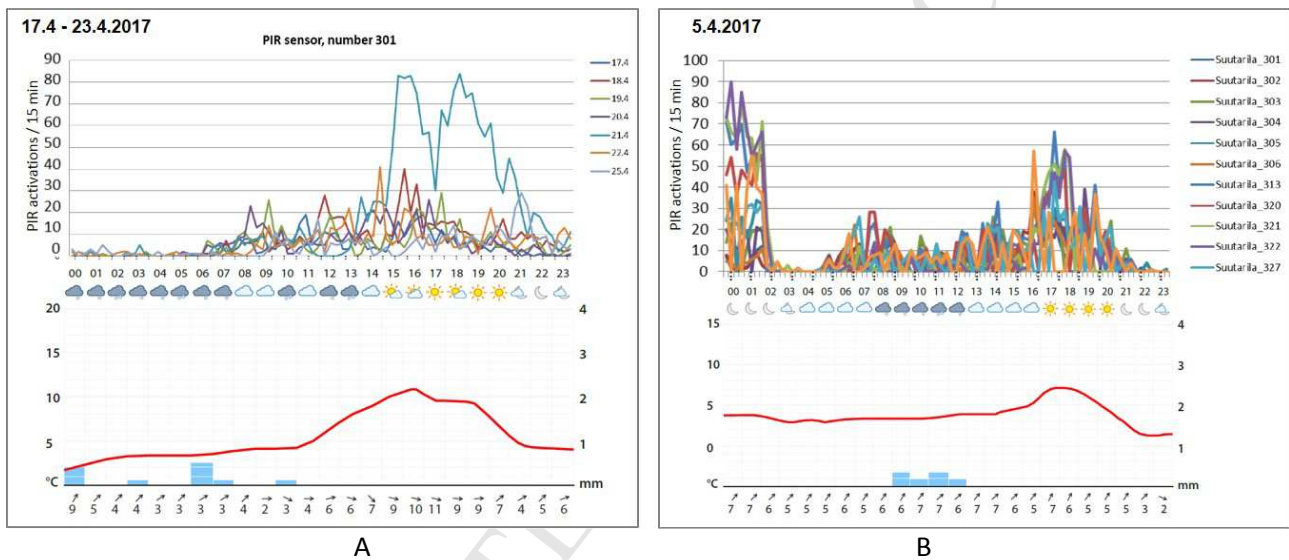 17.4 - 23.4.2017
PIR sensor, number 301
PIR activations / 15 min
90
80
70
60
50
40
30
20
10
0
17.4
18.4
19.4
20.4
21.4
22.4
25.4
00 01 02 03 04 05 06 07 08 09 10 11 12 13 14 15 16 17 18 19 20 21 22 23
20
15
10
5
°C
4
3
2
1
mm
9 5 4 4 3 3 3 3 4 2 3 4 6 7 9 10 11 9 9 7 4 5 6
A
5.4.2017
PIR activations / 15 min
100
90
80
70
60
50
40
30
20
10
0
Suutarila_301
Suutarila_302
Suutarila_303
Suutarila_304
Suutarila_305
Suutarila_306
Suutarila_313
Suutarila_320
Suutarila_321
Suutarila_322
Suutarila_327
00 01 02 03 04 05 06 07 08 09 10 11 12 13 14 15 16 17 18 19 20 21 22 23
15
10
5
0
°C
4
3
2
1
mm
7 7 6 5 5 5 6 6 6 7 7 7 6 7 6 6 5 7 6 5 5 5 3 2
B